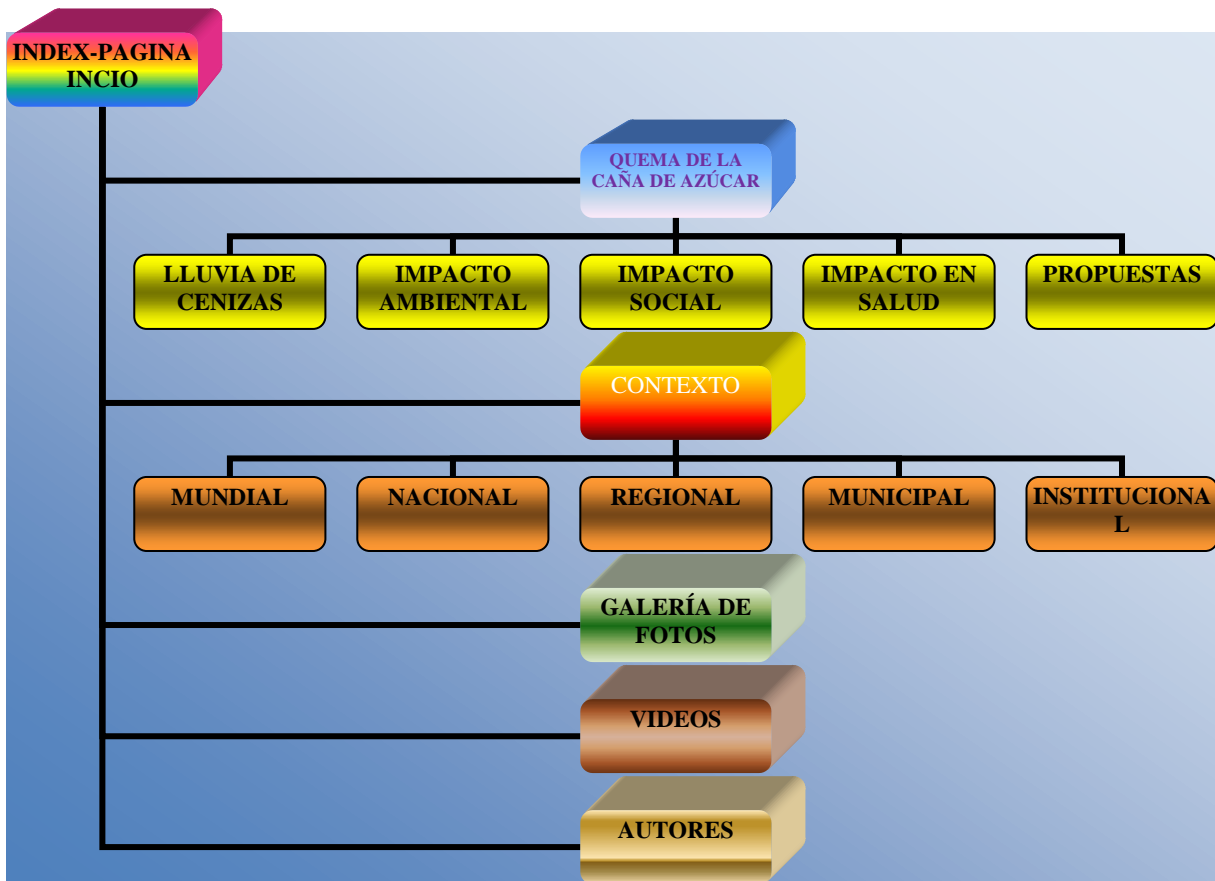 INDEX-PAGINA
INCIO
QUEMA DE LA
CAÑA DE AZÚCAR
LLUVIA DE
CENIZAS
IMPACTO
AMBIENTAL
IMPACTO
SOCIAL
IMPACTO EN
SALUD
PROPUESTAS
CONTEXTO
MUNDIAL
NACIONAL
REGIONAL
MUNICIPAL
INSTITUCIONA
L
GALERÍA DE
FOTOS
VIDEOS
AUTORES